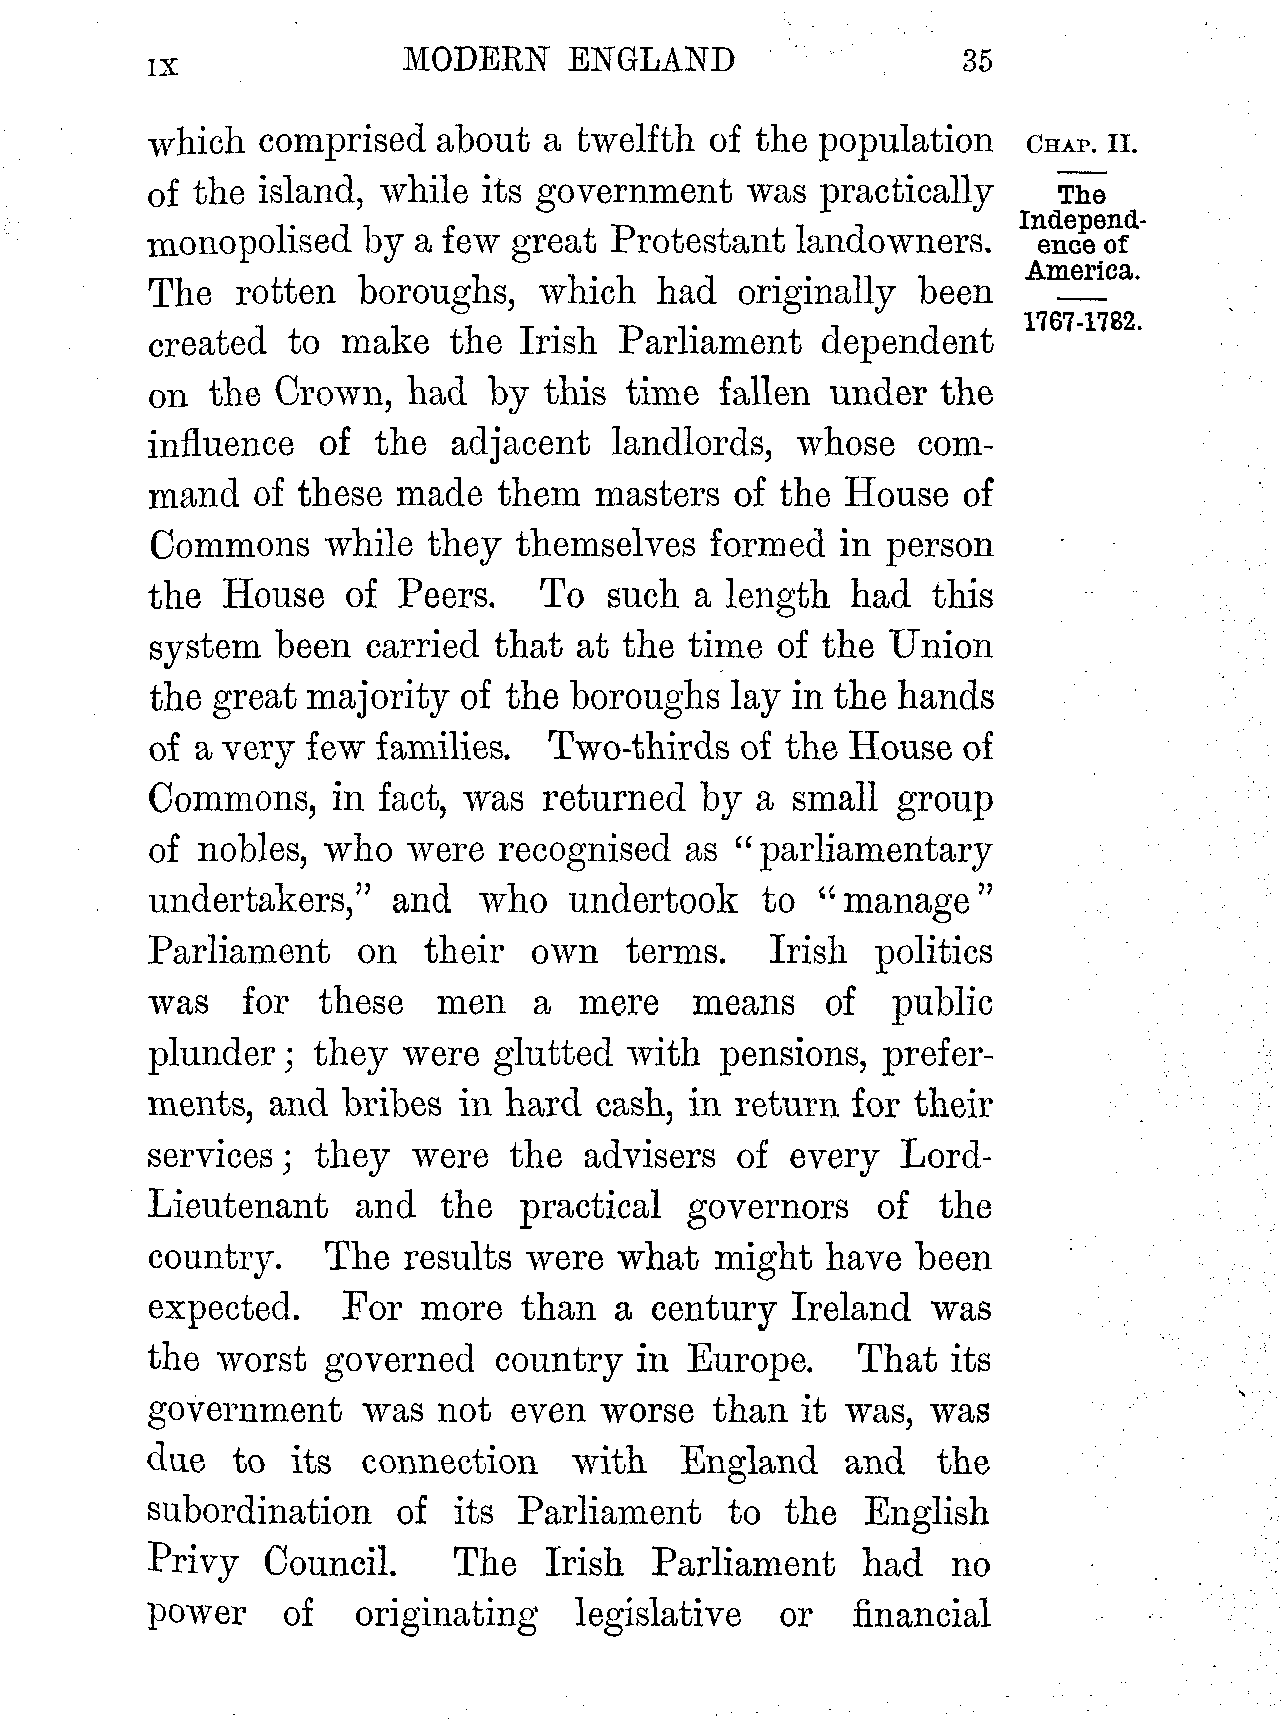 IX MODERN ENGLAND 35
which comprised about a twelfth of the population
of the island, while its government was practically
monopolised by a few great Protestant landowners.
The rotten boroughs, which had originally been
created to make the Irish Parliament dependent
on the Crown, had by this time fallen under the
influence of the adjacent landlords, whose com-
mand of these made them masters of the House of
Commons while they themselves formed in person
the House of Peers. To such a length had this
system been carried that at the time of the Union
the great majority of the boroughs lay in the hands
of a very few families. Two-thirds of the House of
Commons, in fact, was returned by a small group
of nobles, who were recognised as “parliamentary
undertakers,” and who undertook to “manage”
Parliament on their own terms. Irish politics
was for these men a mere means of public
plunder; they were glutted with pensions, prefer-
ments, and bribes in hard cash, in return for their
services; they were the advisers of every Lord-
Lieutenant and the practical governors of the
country. The results were what might have been
expected. For more than a century Ireland was
the worst governed country in Europe. That its
government was not even worse than it was, was
due to its connection with England and the
subordination of its Parliament to the English
Privy Council. The Irish Parliament had no
power of originating legislative or financial
CHAP. II.
The
Independ-
ence of
America.
1767-1782.